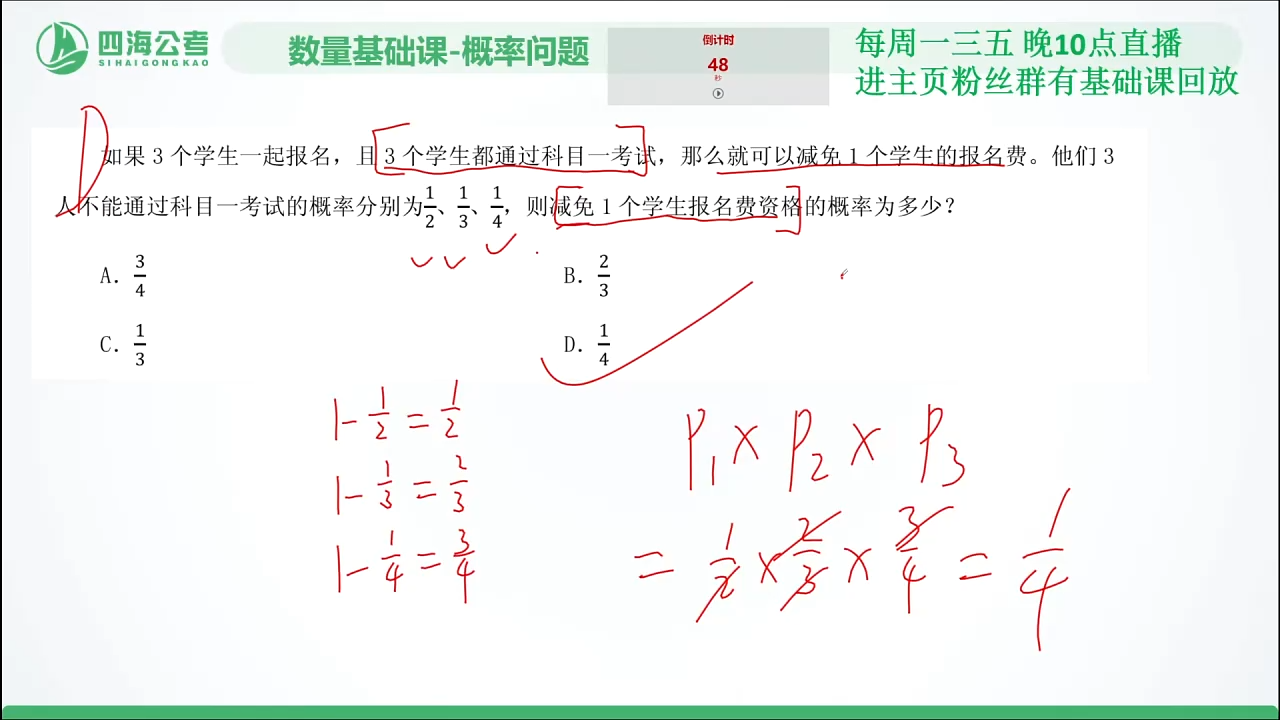 四海公考
SIHAIGONGKAO
数量基础课-概率问题
倒计时
48
秒
每周一三五 晚10点直播
进主页粉丝群有基础课回放
D
如果 3 个学生一起报名，且 3 个学生都通过科目一考试，那么就可以减免 1 个学生的报名费。他们 3
人不能通过科目一考试的概率分别为1/2、1/3、1/4，则减免 1 个学生报名费资格的概率为多少？
A. 3/4
B. 2/3
C. 1/3
D. 1/4
1-1/2=1/2
1-1/3=2/3
1-1/4=3/4
P1×P2×P3
=1/2×2/3×3/4=1/4